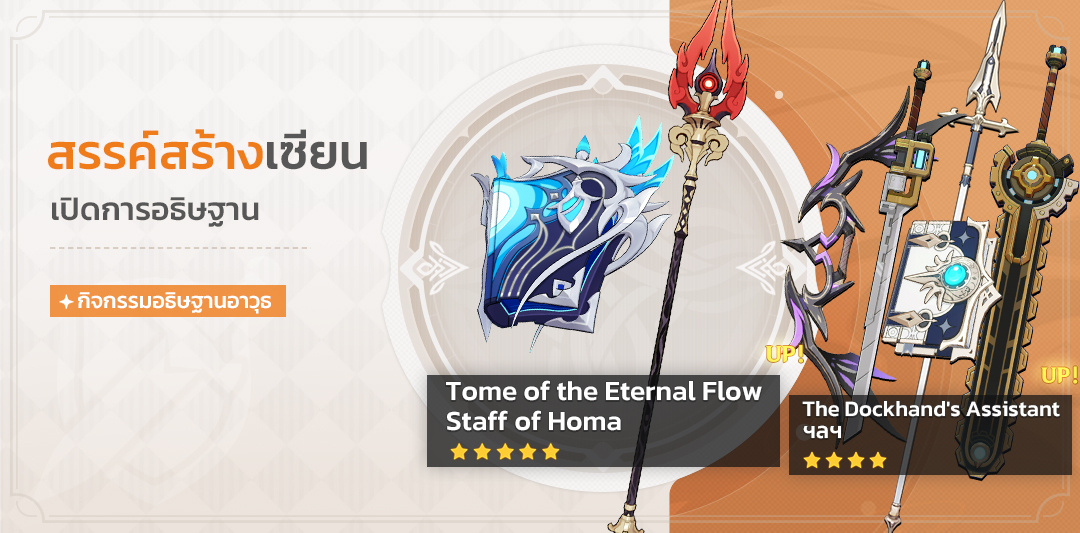 สรรค์สร้างเซียน
เปิดการอธิษฐาน
กิจกรรมอธิษฐานอาวุธ
Tome of the Eternal Flow
Staff of Homa
UP!
The Dockhand's Assistant
ฯลฯ
UP!